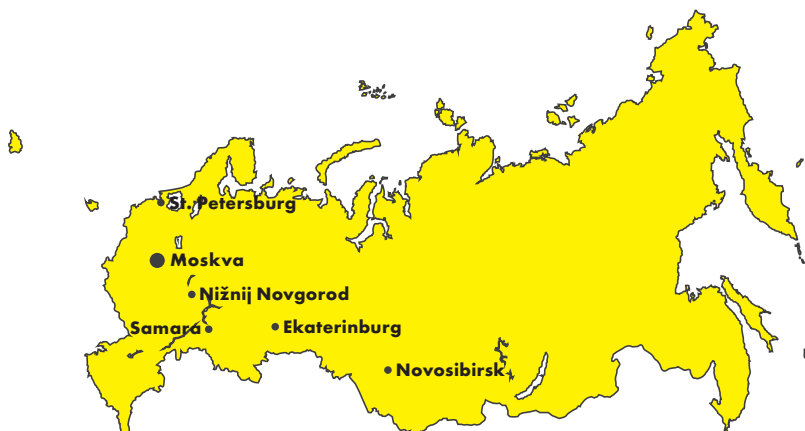 St. Petersburg
Moskva
Nižnij Novgorod
Samara
Ekaterinburg
Novosibirsk